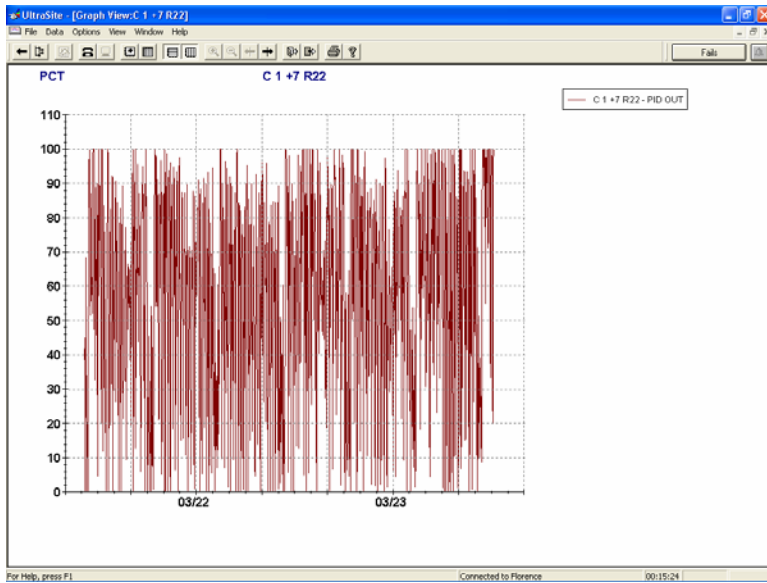 UltraSite - [Graph View:C 1 +7 R22]
File Data Options View Window Help
Fails
PCT
C 1 +7 R22
C 1 +7 R22 - PID OUT
110
100
90
80
70
60
50
40
30
20
10
0
03/22
03/23
For Help, press F1
Connected to Florence
00:15:24